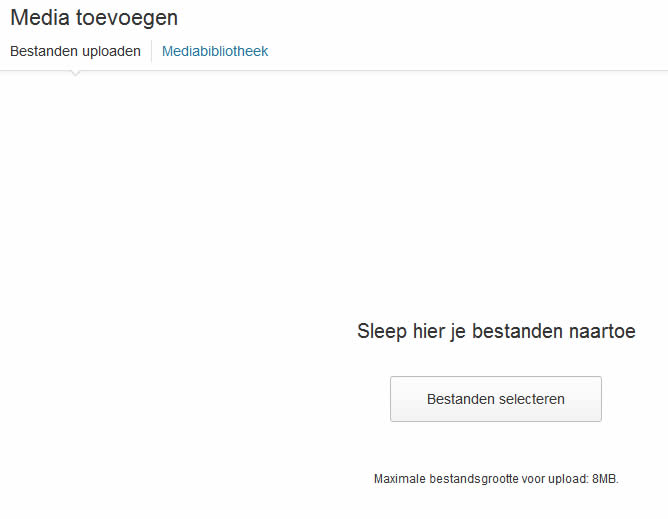 Media toevoegen
Bestanden uploaden Mediabibliotheek
Sleep hier je bestanden naartoe
Bestanden selecteren
Maximale bestandsgrootte voor upload: 8MB.